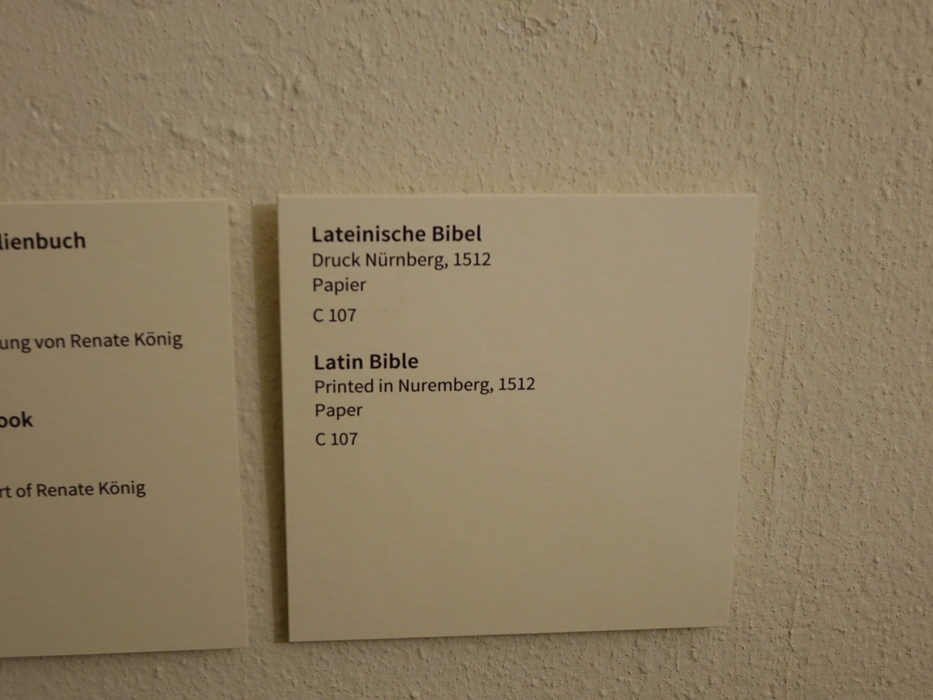 lienbuch
ung von Renate König
ook
rt of Renate König
Lateinische Bibel
Druck Nürnberg, 1512
Papier
C 107
Latin Bible
Printed in Nuremberg, 1512
Paper
C 107